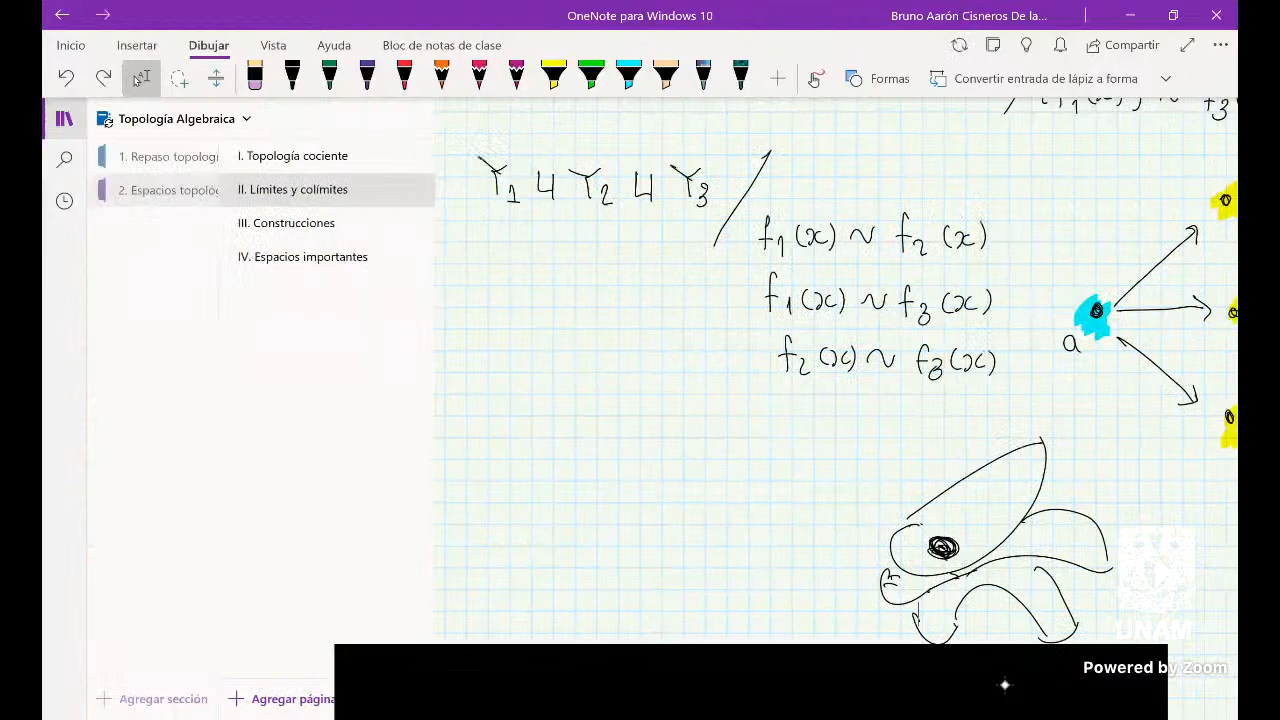 OneNote para Windows 10
Bruno Aarón Cisneros De la...
Inicio Insertar Dibujar Vista Ayuda Bloc de notas de clase
Compartir
Formas
Convertir entrada de lápiz a forma
Topología Algebraica
1. Repaso topologí
2. Espacios topoló
I. Topología cociente
II. Límites y colímites
III. Construcciones
IV. Espacios importantes
Agregar sección
Agregar página
Y₁ ⊔ Y₂ ⊔ Y₃ /
f₁(x) ~ f₂(x)
f₁(x) ~ f₃(x)
f₂(x) ~ f₃(x)
a
UNAM
Powered by Zoom